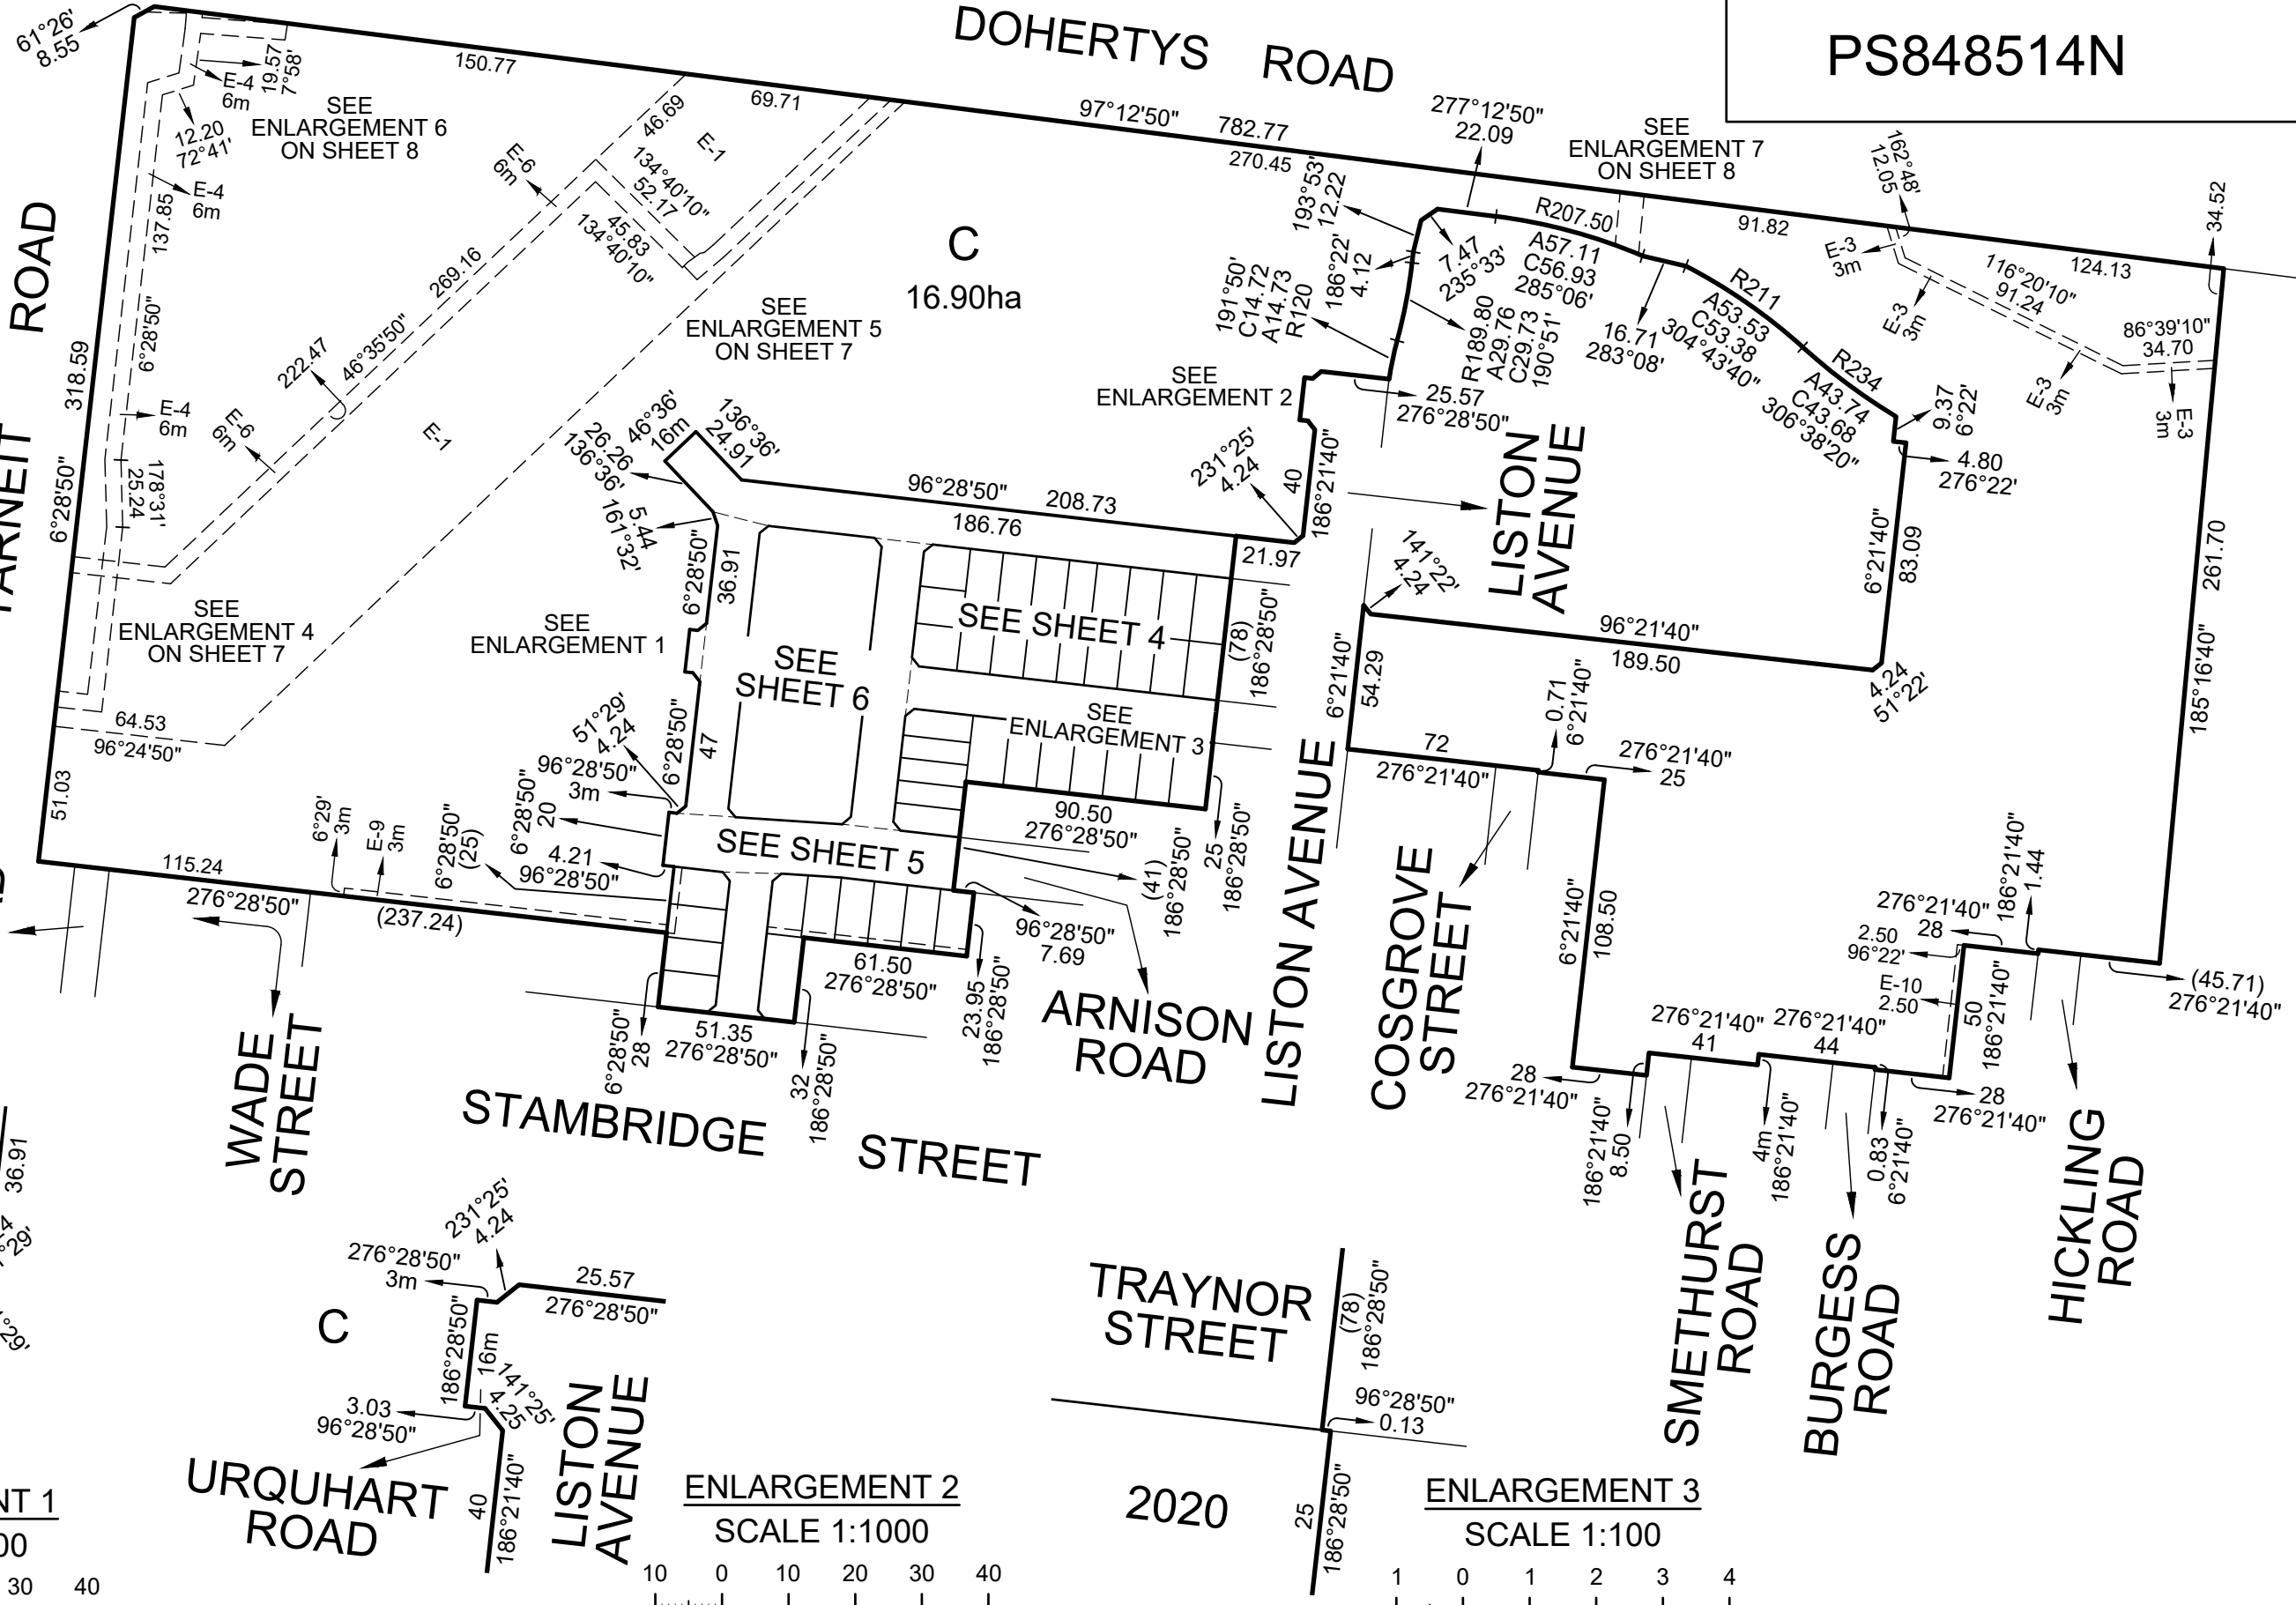 PS848514N
DOHERTYS ROAD
61°26'
8.55
150.77
69.71
97°12'50" 782.77
270.45
277°12'50"
22.09
SEE
ENLARGEMENT 7
ON SHEET 8
91.82
162°48'
12.05
124.13
34.52
19.57
7°58'
E-4
6m
SEE
ENLARGEMENT 6
ON SHEET 8
12.20
72°41'
E-4
6m
137.85
6°28'50"
E-4
6m
178°31'
25.24
ROAD
318.59
6°28'50"
46.69
E-1
E-6
6m
134°40'10"
52.17
45.83
134°40'10"
269.16
46°35'50"
222.47
E-6
6m
E-1
C
16.90ha
SEE
ENLARGEMENT 5
ON SHEET 7
193°53'
12.22
186°22'
4.12
191°50'
C14.72
A14.73
R120
7.47
235°33'
R207.50
A57.11
C56.93
285°06'
R189.80
A29.76
C29.73
190°51'
16.71
283°08'
R211
A53.53
C53.38
304°43'40"
R234
A43.74
C43.68
306°38'20"
9.37
6°22'
4.80
276°22'
E-3
3m
E-3
3m
116°20'10"
91.24
E-3
3m
86°39'10"
34.70
E-3
3m
SEE
ENLARGEMENT 2
25.57
276°28'50"
231°25'
4.24
40
186°21'40"
LISTON
AVENUE
46°36'
16m
136°36'
24.91
26.26
136°36'
5.44
161°32'
96°28'50" 208.73
186.76
21.97
6°28'50"
36.91
141°22'
4.24
96°21'40"
189.50
6°21'40"
83.09
4.24
51°22'
261.70
185°16'40"
SEE
ENLARGEMENT 4
ON SHEET 7
64.53
96°24'50"
51.03
SEE
ENLARGEMENT 1
SEE
SHEET 6
SEE SHEET 4
(78)
186°28'50"
SEE
ENLARGEMENT 3
6°21'40"
54.29
51°29'
4.24
96°28'50"
3m
6°28'50"
47
6°28'50"
20
4.21
96°28'50"
SEE SHEET 5
90.50
276°28'50"
25
186°28'50"
(41)
186°28'50"
72
276°21'40"
0.71
6°21'40"
276°21'40"
25
115.24
276°28'50"
6°29'
3m
E-9
3m
6°28'50"
(25)
(237.24)
96°28'50"
7.69
61.50
276°28'50"
23.95
186°28'50"
51.35
276°28'50"
6°28'50"
28
32
186°28'50"
ARNISON
ROAD
LISTON AVENUE
COSGROVE
STREET
6°21'40"
108.50
28
276°21'40"
186°21'40"
8.50
276°21'40"
41
276°21'40"
44
4m
186°21'40"
0.83
6°21'40"
28
276°21'40"
50
186°21'40"
E-10
2.50
2.50
96°22'
276°21'40"
28
186°21'40"
1.44
(45.71)
276°21'40"
WADE
STREET
STAMBRIDGE STREET
SMETHURST
ROAD
BURGESS
ROAD
HICKLING
ROAD
36.91
231°25'
4.24
276°28'50"
3m
25.57
276°28'50"
C
186°28'50"
16m
141°25'
4.25
3.03
96°28'50"
URQUHART
ROAD
40
186°21'40"
LISTON
AVENUE
ENLARGEMENT 2
SCALE 1:1000
10 0 10 20 30 40
30 40
TRAYNOR
STREET
(78)
186°28'50"
96°28'50"
0.13
2020
25
186°28'50"
ENLARGEMENT 3
SCALE 1:100
1 0 1 2 3 4